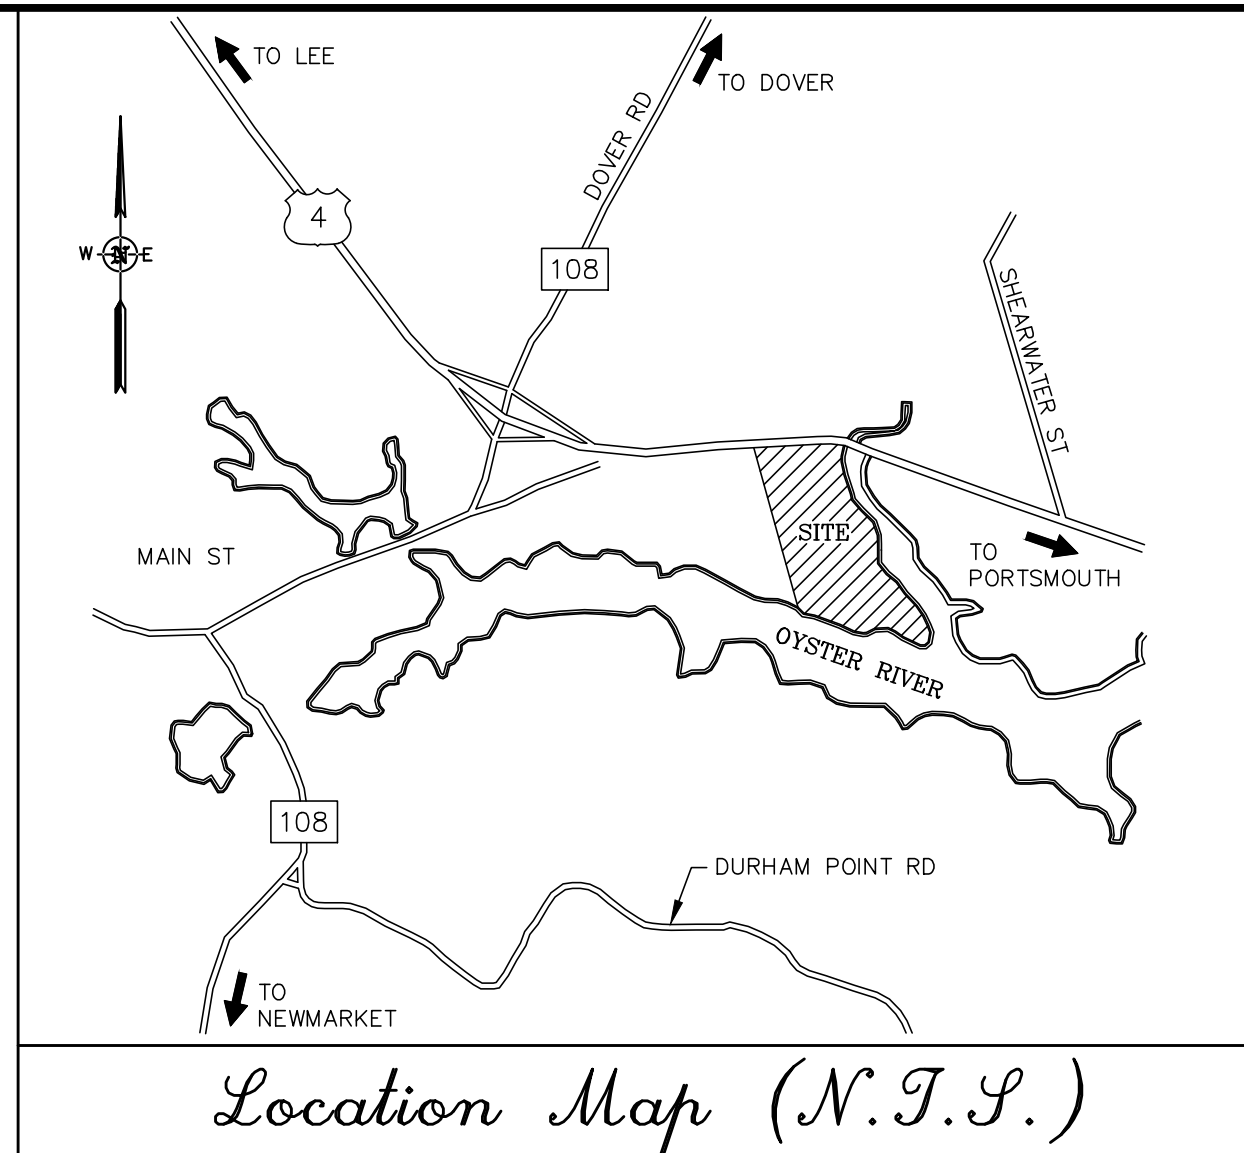 TO LEE
TO DOVER
DOVER RD
4
W N E
108
SHEARWATER ST
SITE
MAIN ST
TO
PORTSMOUTH
OYSTER RIVER
108
DURHAM POINT RD
TO
NEWMARKET
Location Map (N.T.S.)